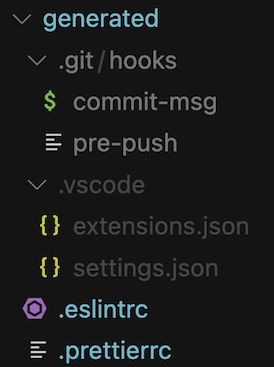 generated
.git/hooks
$ commit-msg
pre-push
.vscode
{} extensions.json
{} settings.json
.eslintrc
.prettierrc